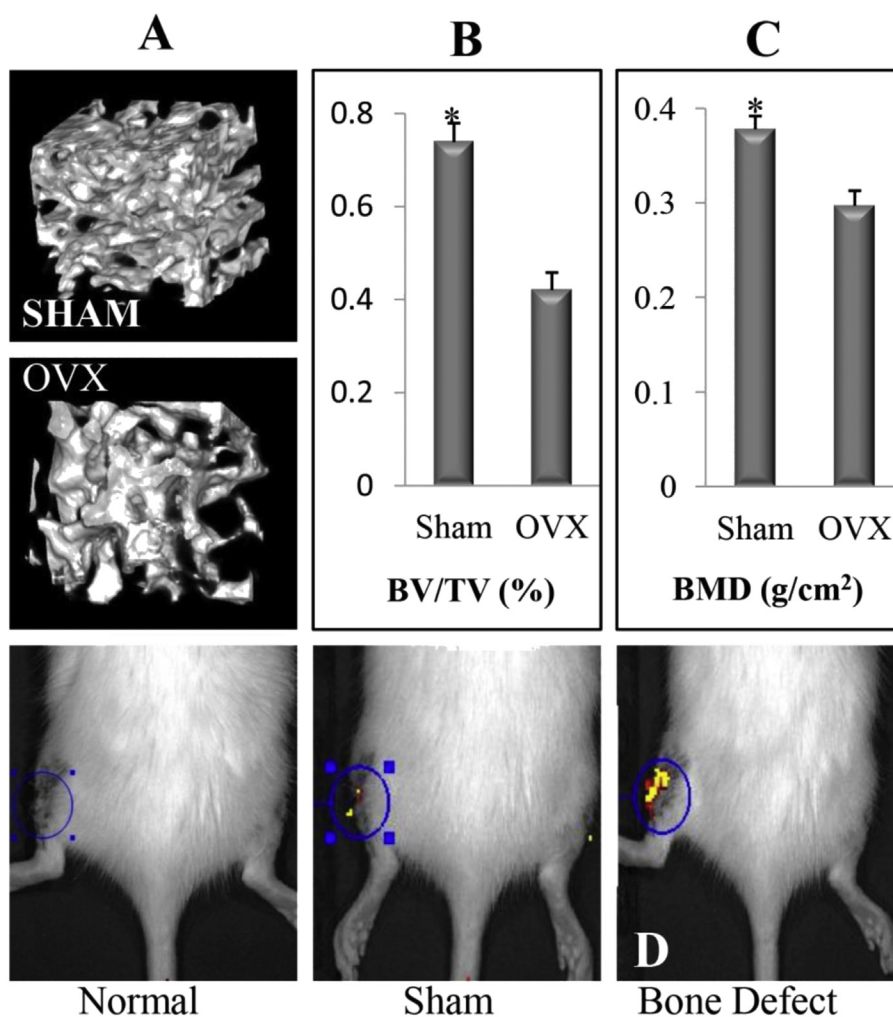 A
B
C
SHAM
OVX
*
0.8
0.6
0.4
0.2
0
Sham OVX
BV/TV (%)
*
0.4
0.3
0.2
0.1
0
Sham OVX
BMD (g/cm²)
D
Normal
Sham
Bone Defect